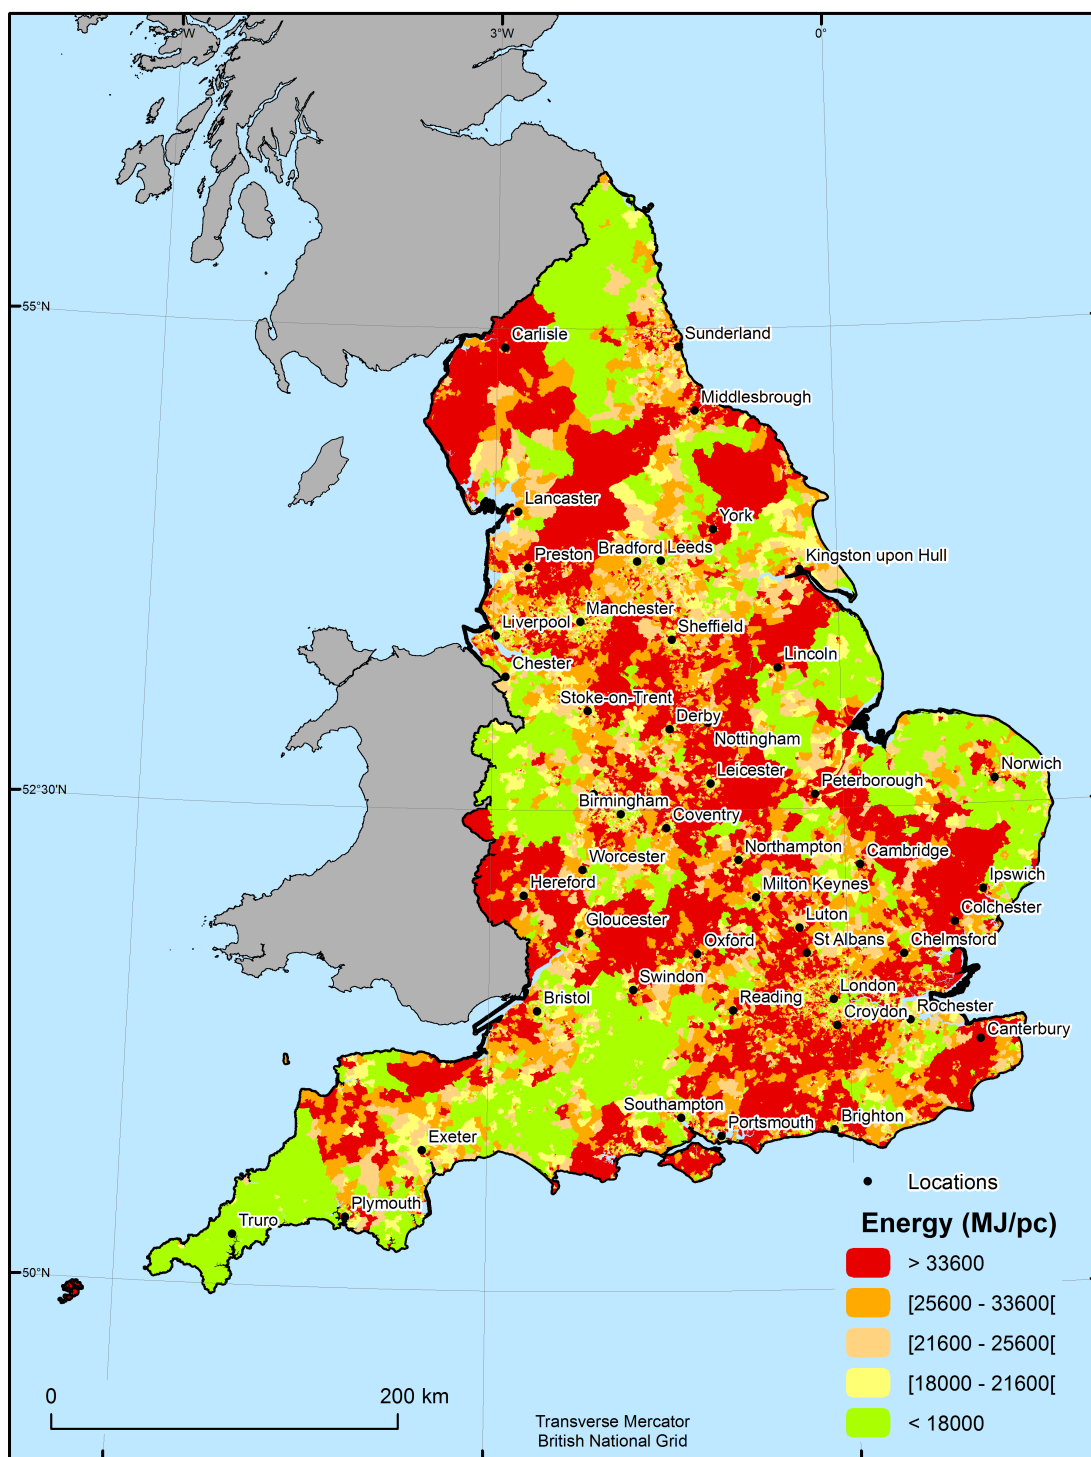 3°W
0°
55°N
Carlisle
Sunderland
Middlesbrough
Lancaster
York
Preston
Bradford
Leeds
Kingston upon Hull
Manchester
Liverpool
Sheffield
Chester
Lincoln
Stoke-on-Trent
Derby
Nottingham
Norwich
Leicester
Peterborough
52°30'N
Birmingham
Coventry
Northampton
Cambridge
Worcester
Ipswich
Hereford
Milton Keynes
Colchester
Gloucester
Luton
Oxford
St Albans
Chelmsford
Swindon
London
Bristol
Reading
Rochester
Croydon
Canterbury
Southampton
Portsmouth
Brighton
Exeter
Locations
Plymouth
Truro
Energy (MJ/pc)
> 33600
50°N
[25600 - 33600[
[21600 - 25600[
[18000 - 21600[
0
200 km
Transverse Mercator
< 18000
British National Grid